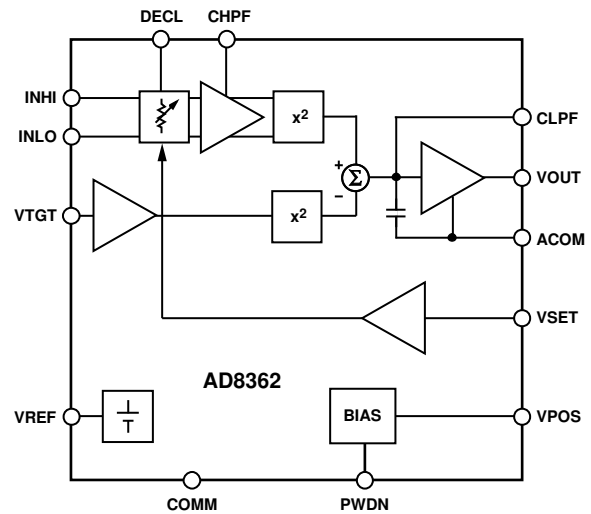 DECL CHPF
INHI
INLO
x²
CLPF
+
Σ
VOUT
−
VTGT
x²
ACOM
VSET
AD8362
VREF
BIAS
VPOS
COMM
PWDN